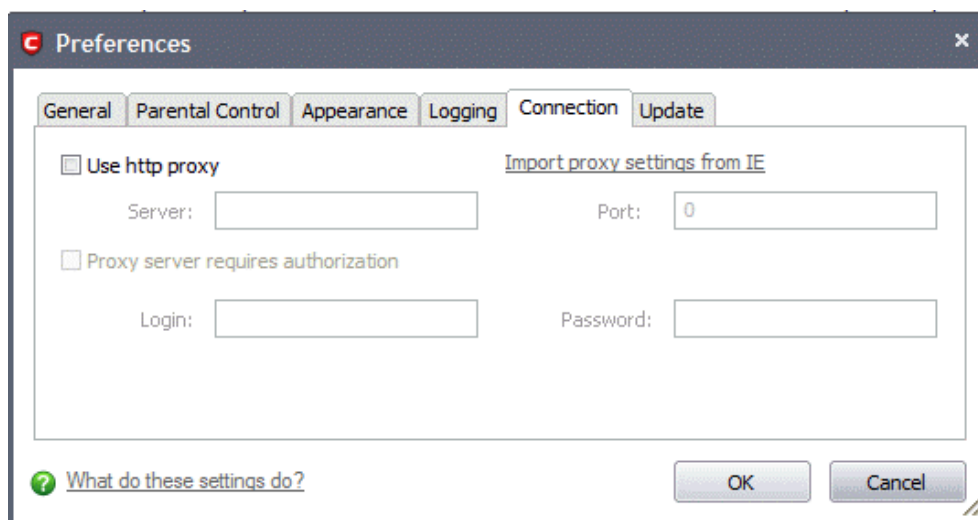 Preferences
General Parental Control Appearance Logging Connection Update
Use http proxy Import proxy settings from IE
Server: Port: 0
Proxy server requires authorization
Login: Password:
What do these settings do? OK Cancel